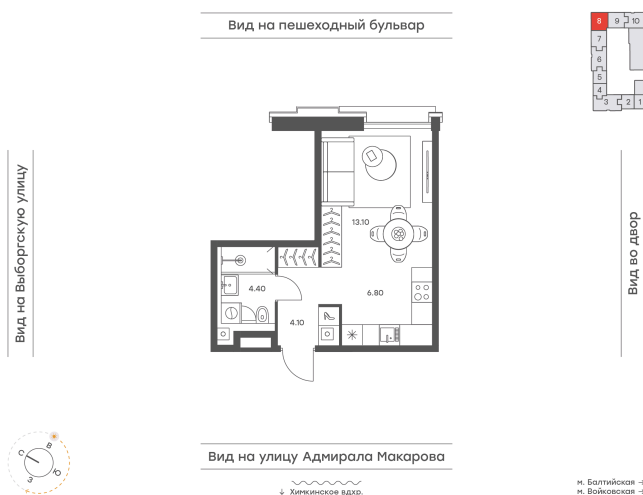 Вид на пешеходный бульвар
8 9 10
7
6
5
4
3 2 1
Вид на Выборгскую улицу
Вид во двор
13.10
4.40
6.80
4.10
С В
З Ю
Вид на улицу Адмирала Макарова
↓ Химкинское вдхр.
м. Балтийская
м. Войковская